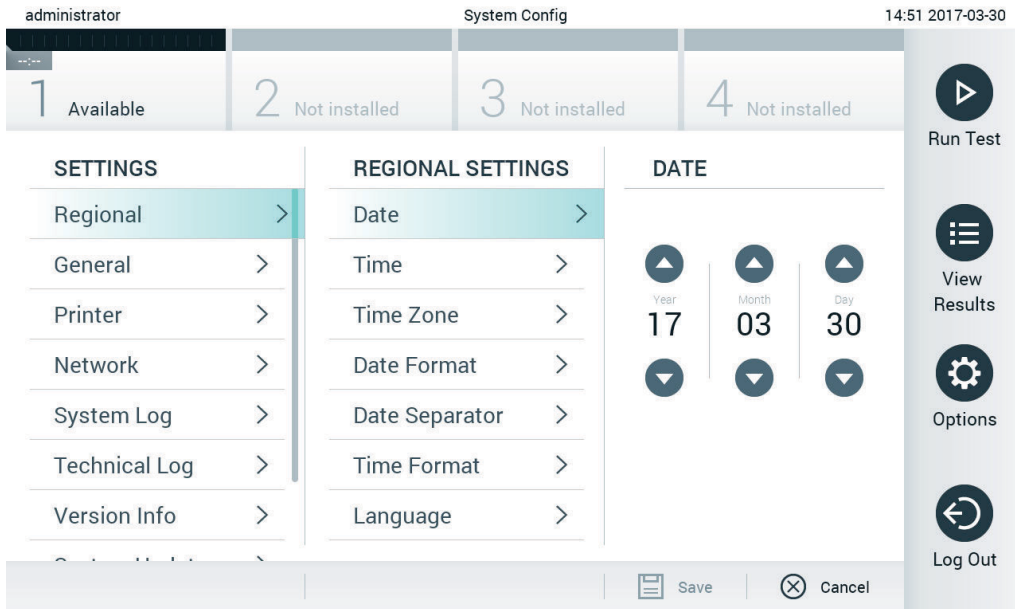 administrator
System Config
14:51 2017-03-30
--:--
1 Available
2 Not installed
3 Not installed
4 Not installed
Run Test
SETTINGS
Regional
General
Printer
Network
System Log
Technical Log
Version Info
REGIONAL SETTINGS
Date
Time
Time Zone
Date Format
Date Separator
Time Format
Language
DATE
Year
17
Month
03
Day
30
View
Results
Options
Log Out
Save
Cancel